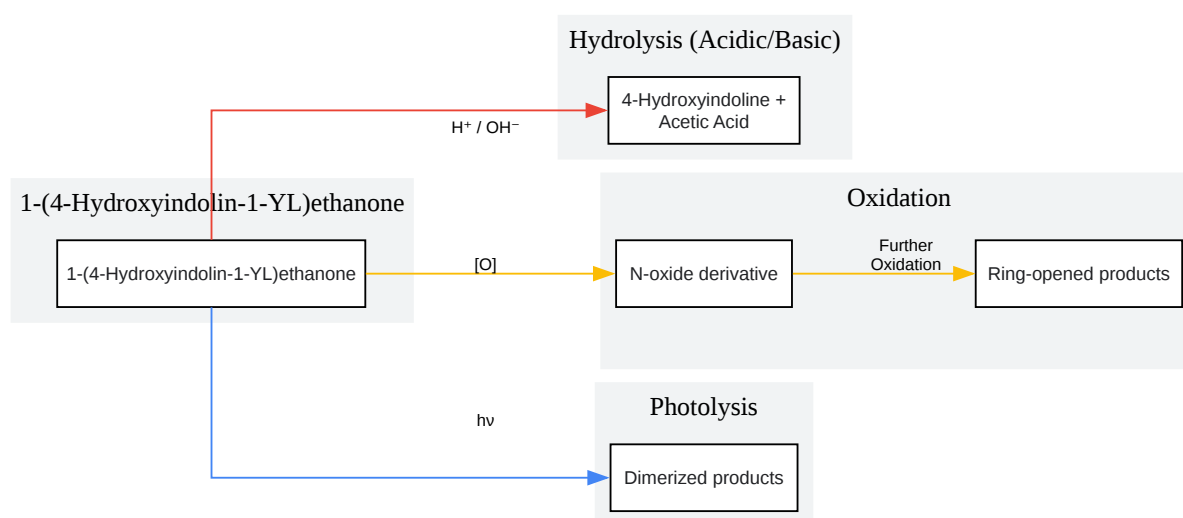 Hydrolysis (Acidic/Basic)
4-Hydroxyindoline +
Acetic Acid
H⁺ / OH⁻
1-(4-Hydroxyindolin-1-YL)ethanone
1-(4-Hydroxyindolin-1-YL)ethanone
Oxidation
[O]
N-oxide derivative
Further
Oxidation
Ring-opened products
Photolysis
hν
Dimerized products